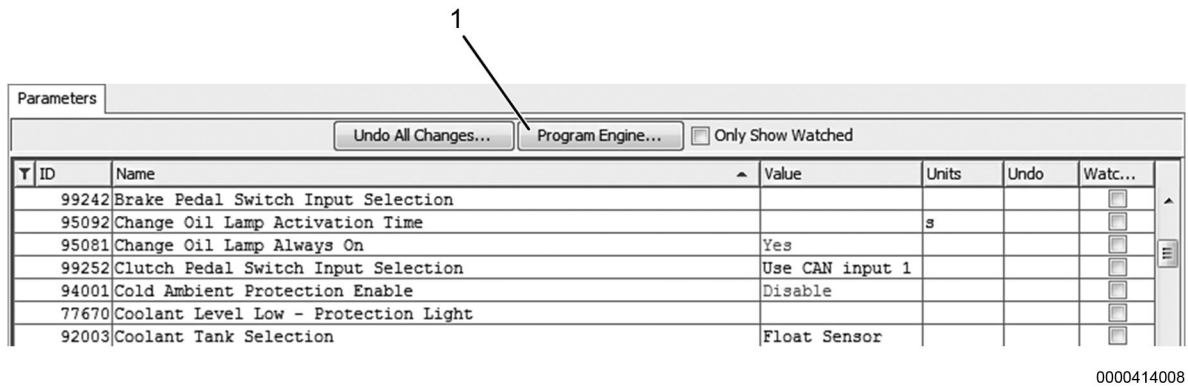 1
Parameters
Undo All Changes... Program Engine... Only Show Watched
ID Name Value Units Undo Watc...
99242 Brake Pedal Switch Input Selection
95092 Change Oil Lamp Activation Time s
95081 Change Oil Lamp Always On Yes
99252 Clutch Pedal Switch Input Selection Use CAN input 1
94001 Cold Ambient Protection Enable Disable
77670 Coolant Level Low - Protection Light
92003 Coolant Tank Selection Float Sensor
0000414008